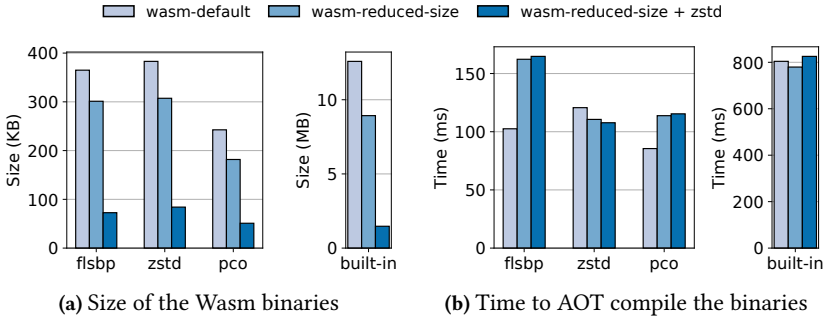 wasm-default wasm-reduced-size wasm-reduced-size + zstd
Size (KB)
400
300
200
100
0
flsbp zstd pco
Size (MB)
10
5
0
built-in
Time (ms)
150
100
50
0
flsbp zstd pco
Time (ms)
800
600
400
200
0
built-in
(a) Size of the Wasm binaries
(b) Time to AOT compile the binaries